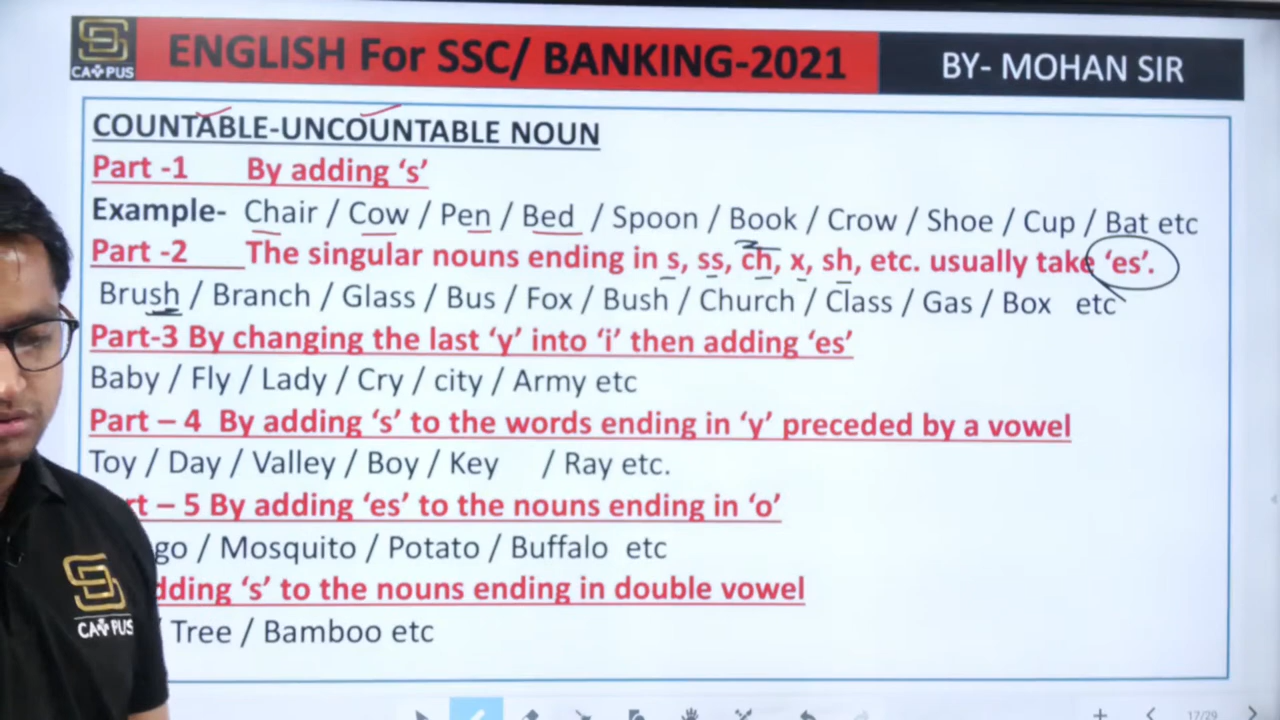 CAMPUS
ENGLISH For SSC/ BANKING-2021
BY- MOHAN SIR
COUNTABLE-UNCOUNTABLE NOUN
Part -1 By adding ‘s’
Example- Chair / Cow / Pen / Bed / Spoon / Book / Crow / Shoe / Cup / Bat etc
Part -2 The singular nouns ending in s, ss, ch, x, sh, etc. usually take ‘es’.
Brush / Branch / Glass / Bus / Fox / Bush / Church / Class / Gas / Box etc
Part-3 By changing the last ‘y’ into ‘i’ then adding ‘es’
Baby / Fly / Lady / Cry / city / Army etc
Part – 4 By adding ‘s’ to the words ending in ‘y’ preceded by a vowel
Toy / Day / Valley / Boy / Key / Ray etc.
rt – 5 By adding ‘es’ to the nouns ending in ‘o’
go / Mosquito / Potato / Buffalo etc
dding ‘s’ to the nouns ending in double vowel
/ Tree / Bamboo etc
CAMPUS
17/29